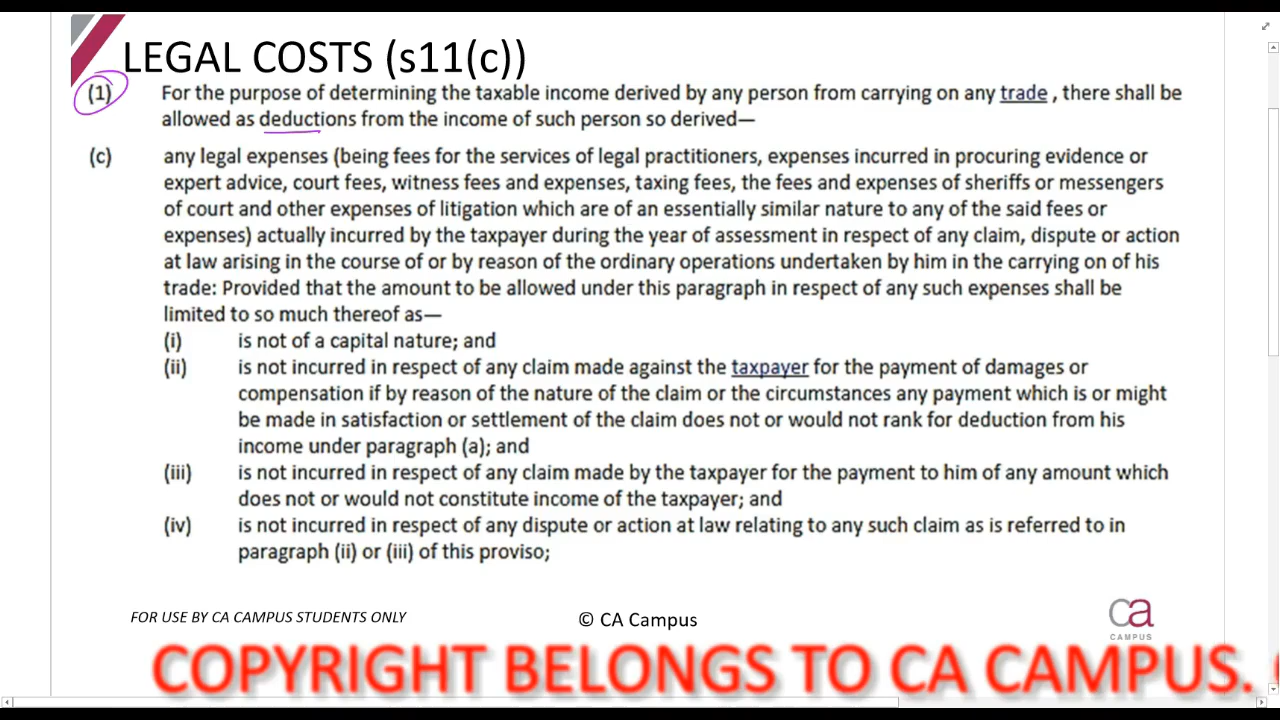 LEGAL COSTS (s11(c))
(1) For the purpose of determining the taxable income derived by any person from carrying on any trade , there shall be
allowed as deductions from the income of such person so derived—
(c) any legal expenses (being fees for the services of legal practitioners, expenses incurred in procuring evidence or
expert advice, court fees, witness fees and expenses, taxing fees, the fees and expenses of sheriffs or messengers
of court and other expenses of litigation which are of an essentially similar nature to any of the said fees or
expenses) actually incurred by the taxpayer during the year of assessment in respect of any claim, dispute or action
at law arising in the course of or by reason of the ordinary operations undertaken by him in the carrying on of his
trade: Provided that the amount to be allowed under this paragraph in respect of any such expenses shall be
limited to so much thereof as—
(i) is not of a capital nature; and
(ii) is not incurred in respect of any claim made against the taxpayer for the payment of damages or
compensation if by reason of the nature of the claim or the circumstances any payment which is or might
be made in satisfaction or settlement of the claim does not or would not rank for deduction from his
income under paragraph (a); and
(iii) is not incurred in respect of any claim made by the taxpayer for the payment to him of any amount which
does not or would not constitute income of the taxpayer; and
(iv) is not incurred in respect of any dispute or action at law relating to any such claim as is referred to in
paragraph (ii) or (iii) of this proviso;
FOR USE BY CA CAMPUS STUDENTS ONLY
© CA Campus
ca
CAMPUS
COPYRIGHT BELONGS TO CA CAMPUS.